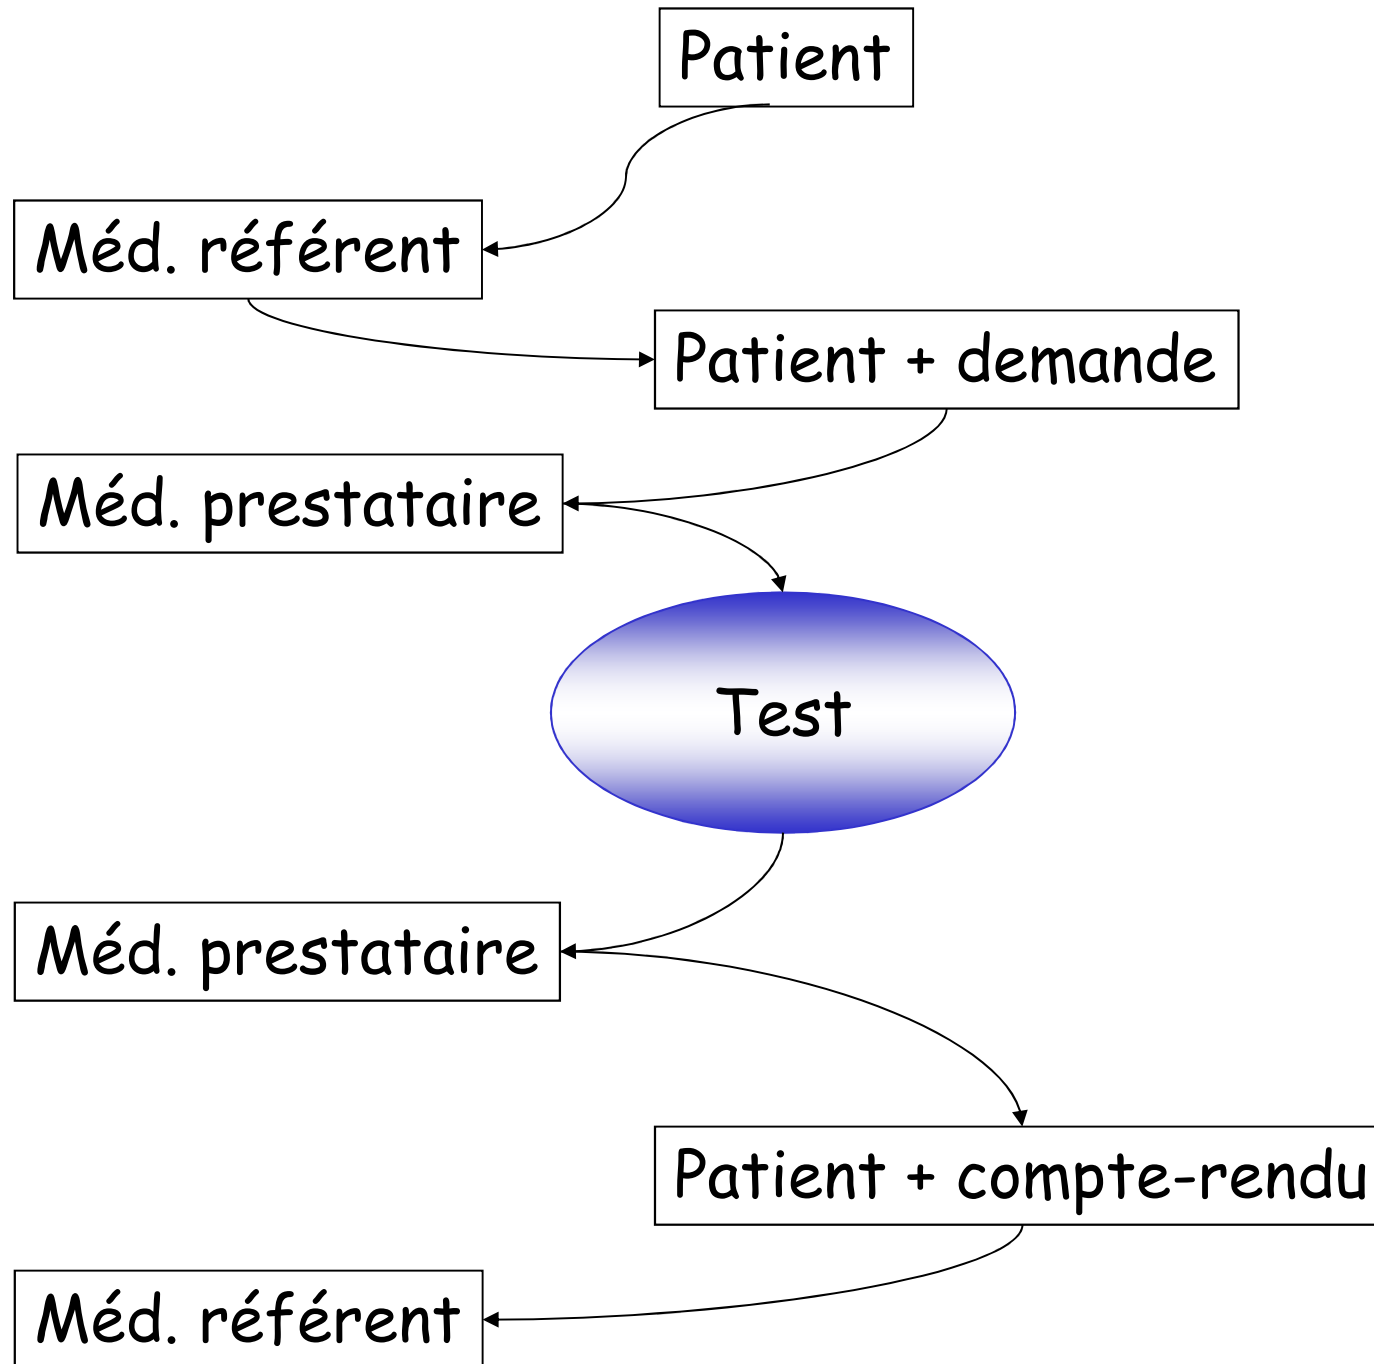 Patient
Méd. référent
Patient + demande
Méd. prestataire
Test
Méd. prestataire
Patient + compte-rendu
Méd. référent